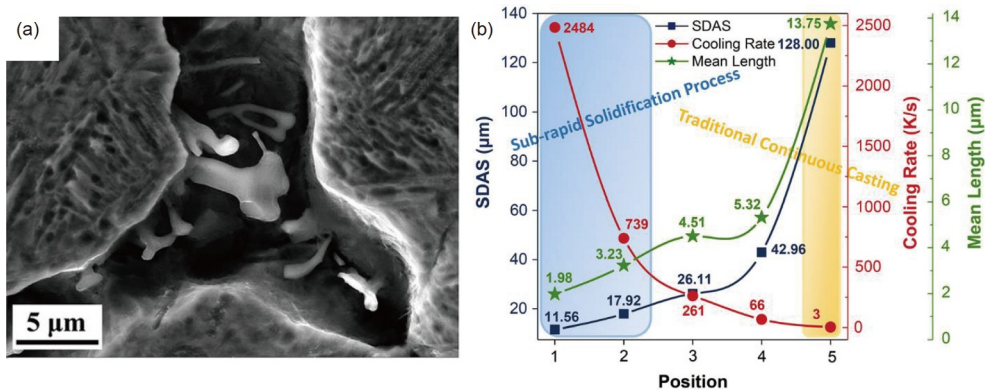 (a)
5 μm
(b)
SDAS
Cooling Rate
Mean Length
Sub-rapid Solidification Process
Traditional Continuous Casting
140
120
100
80
60
40
20
SDAS (μm)
2484
739
261
66
3
1.98
3.23
4.51
5.32
13.75
11.56
17.92
26.11
42.96
128.00
1 2 3 4 5
Position
2500
2000
1500
1000
500
0
Cooling Rate (K/s)
14
12
10
8
6
4
2
0
Mean Length (μm)